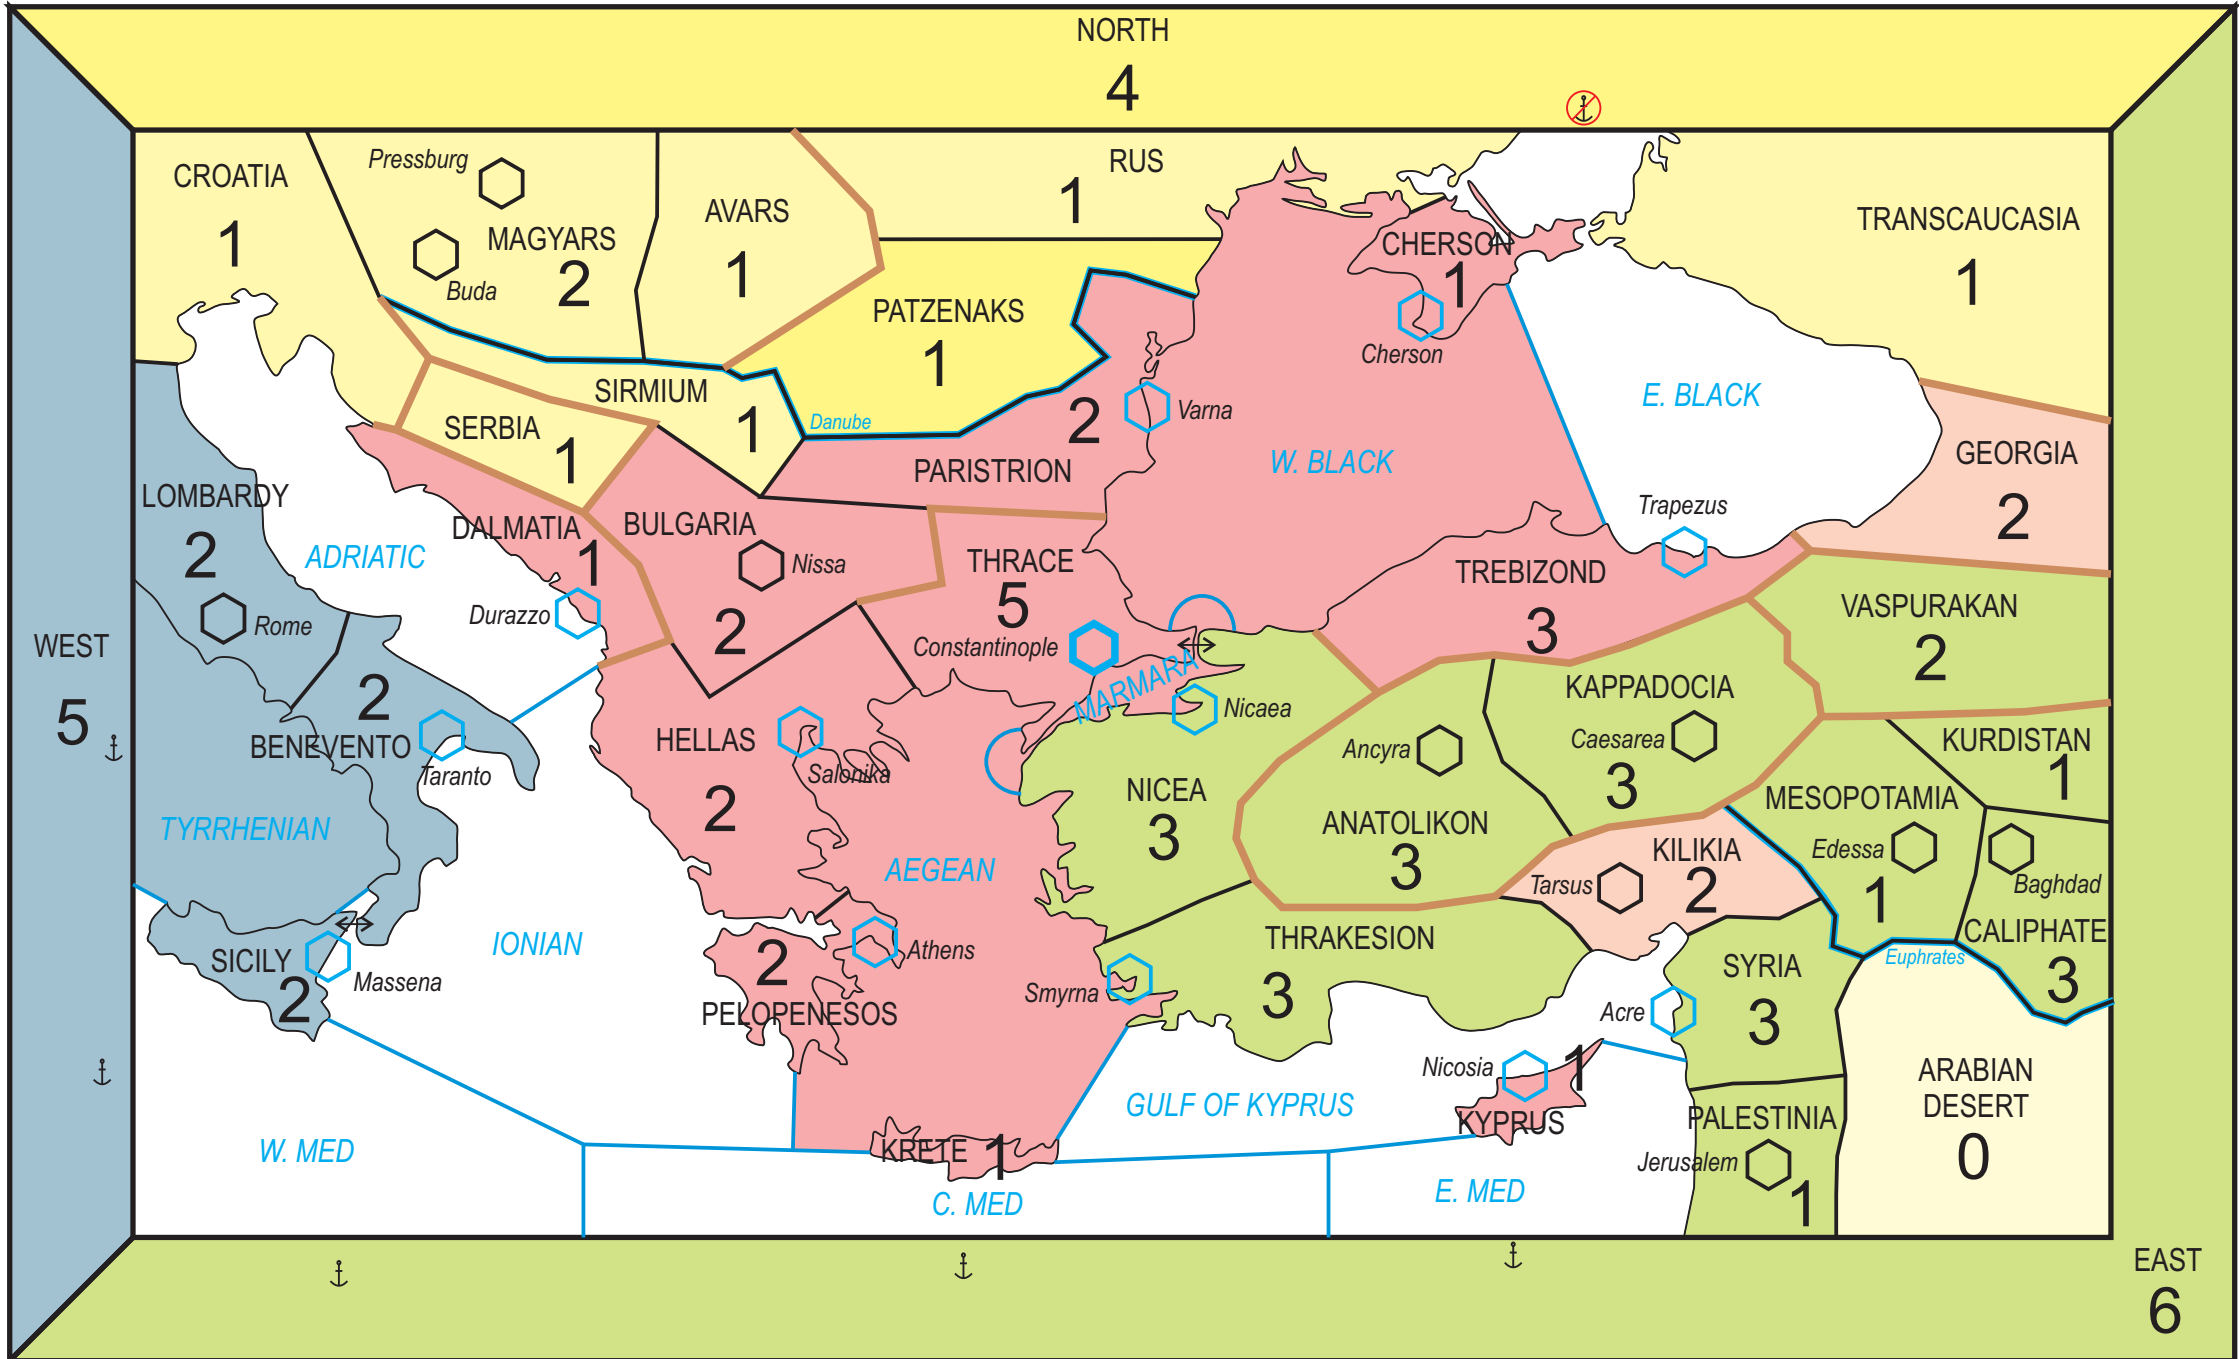 NORTH
4
CROATIA
1
Pressburg
Buda
MAGYARS
2
AVARS
1
RUS
1
PATZENAKS
1
CHERSON
1
Cherson
TRANSCAUCASIA
1
SIRMIUM
1
SERBIA
1
Danube
2
Varna
PARISTRION
W. BLACK
E. BLACK
GEORGIA
2
LOMBARDY
2
Rome
ADRIATIC
DALMATIA
1
Durazzo
BULGARIA
Nissa
2
THRACE
5
Constantinople
MARMARA
Trapezus
TREBIZOND
3
VASPURAKAN
2
WEST
5
2
BENEVENTO
Taranto
HELLAS
2
Salonika
Nicaea
NICEA
3
Ancyra
ANATOLIKON
3
KAPPADOCIA
Caesarea
3
KURDISTAN
1
MESOPOTAMIA
Edessa
1
Baghdad
CALIPHATE
3
TYRRHENIAN
AEGEAN
KILIKIA
Tarsus
2
SICILY
2
Massena
IONIAN
2
PELOPENESOS
Athens
Smyrna
THRAKESION
3
SYRIA
3
Acre
Euphrates
Nicosia
1
KYPRUS
GULF OF KYPRUS
ARABIAN
DESERT
0
PALESTINIA
Jerusalem
1
W. MED
KRETE 1
C. MED
E. MED
EAST
6